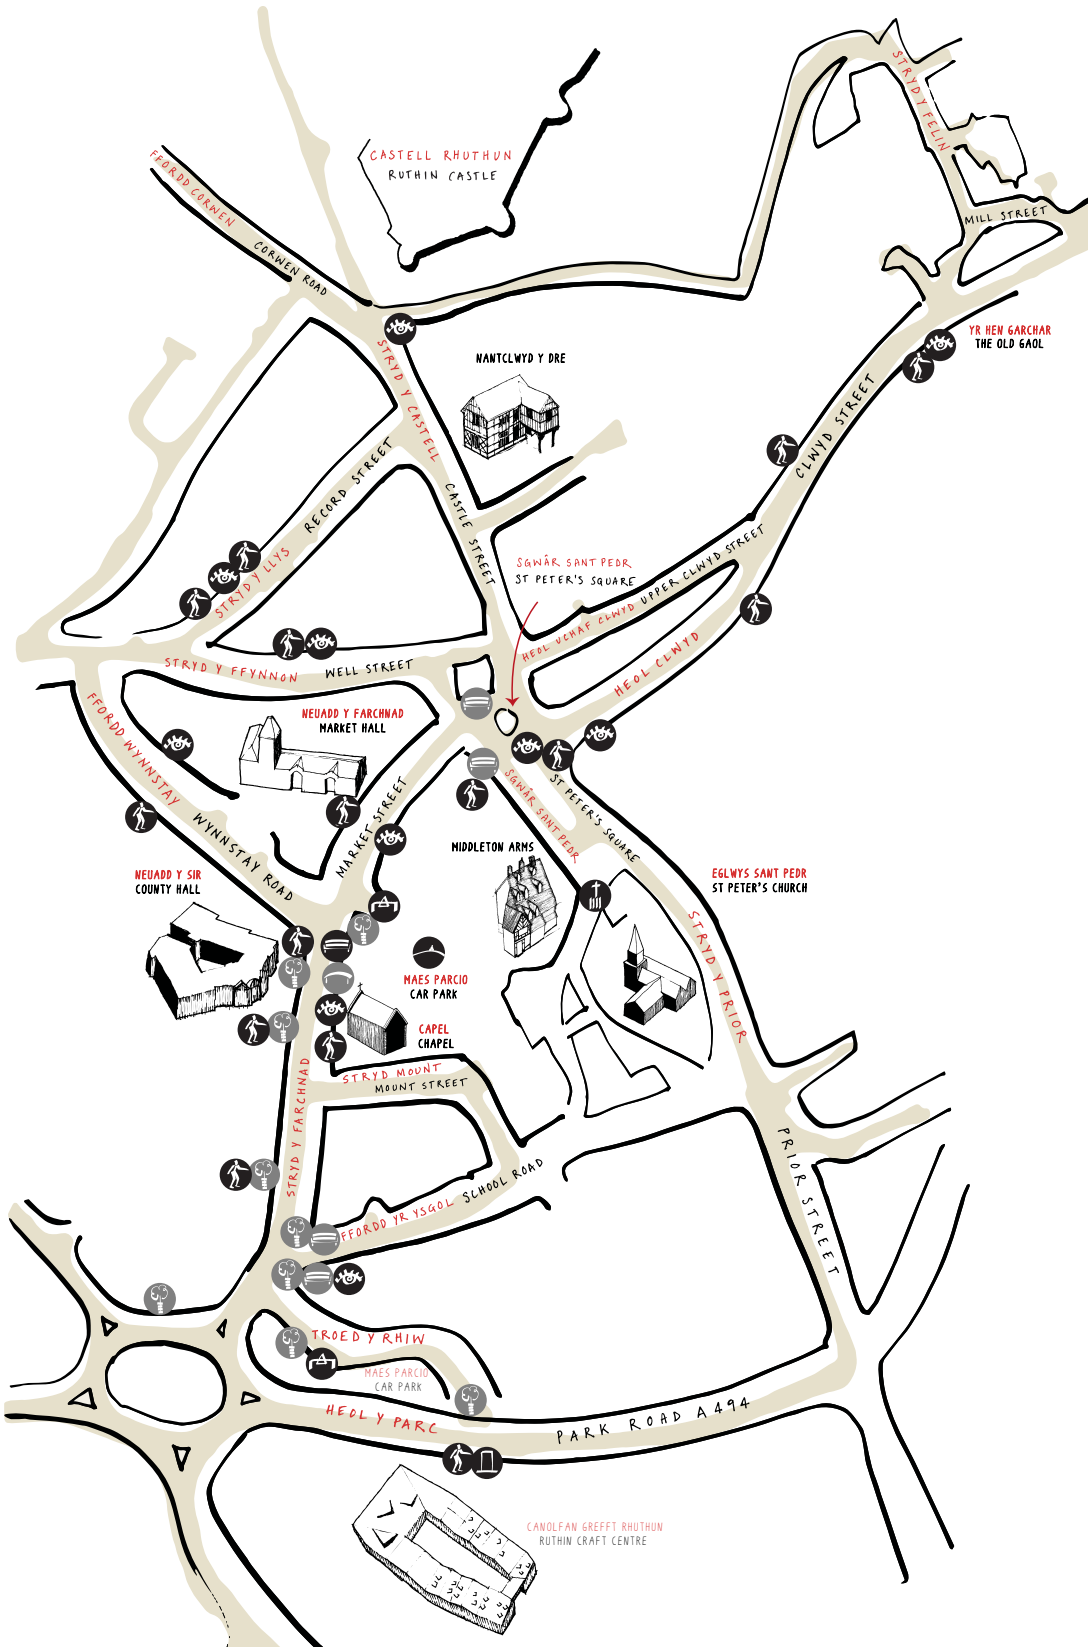 STRYD Y FELIN
MILL STREET
CASTELL RHUTHUN
RUTHIN CASTLE
FFORDD CORWEN
CORWEN ROAD
YR HEN GARCHAR
THE OLD GAOL
NANTCLWYD Y DRE
STRYD Y CASTELL
CASTLE STREET
CLWYD STREET
RECORD STREET
STRYD Y LLYS
SGWÂR SANT PEDR
ST PETER'S SQUARE
UPPER CLWYD STREET
HEOL UCHAF CLWYD
HEOL CLWYD
STRYD Y FFYNNON
WELL STREET
NEUADD Y FARCHNAD
MARKET HALL
FFORDD WYNNSTAY
WYNNSTAY ROAD
MARKET STREET
SGWÂR SANT PEDR
ST PETER'S SQUARE
MIDDLETON ARMS
NEUADD Y SIR
COUNTY HALL
EGLWYS SANT PEDR
ST PETER'S CHURCH
STRYD Y PRIOR
MAES PARCIO
CAR PARK
CAPEL
CHAPEL
STRYD MOUNT
MOUNT STREET
STRYD Y FARCHNAD
PRIOR STREET
FFORDD YR YSGOL
SCHOOL ROAD
TROED Y RHIW
MAES PARCIO
CAR PARK
HEOL Y PARC
PARK ROAD A494
CANOLFAN GREFFT RHUTHUN
RUTHIN CRAFT CENTRE